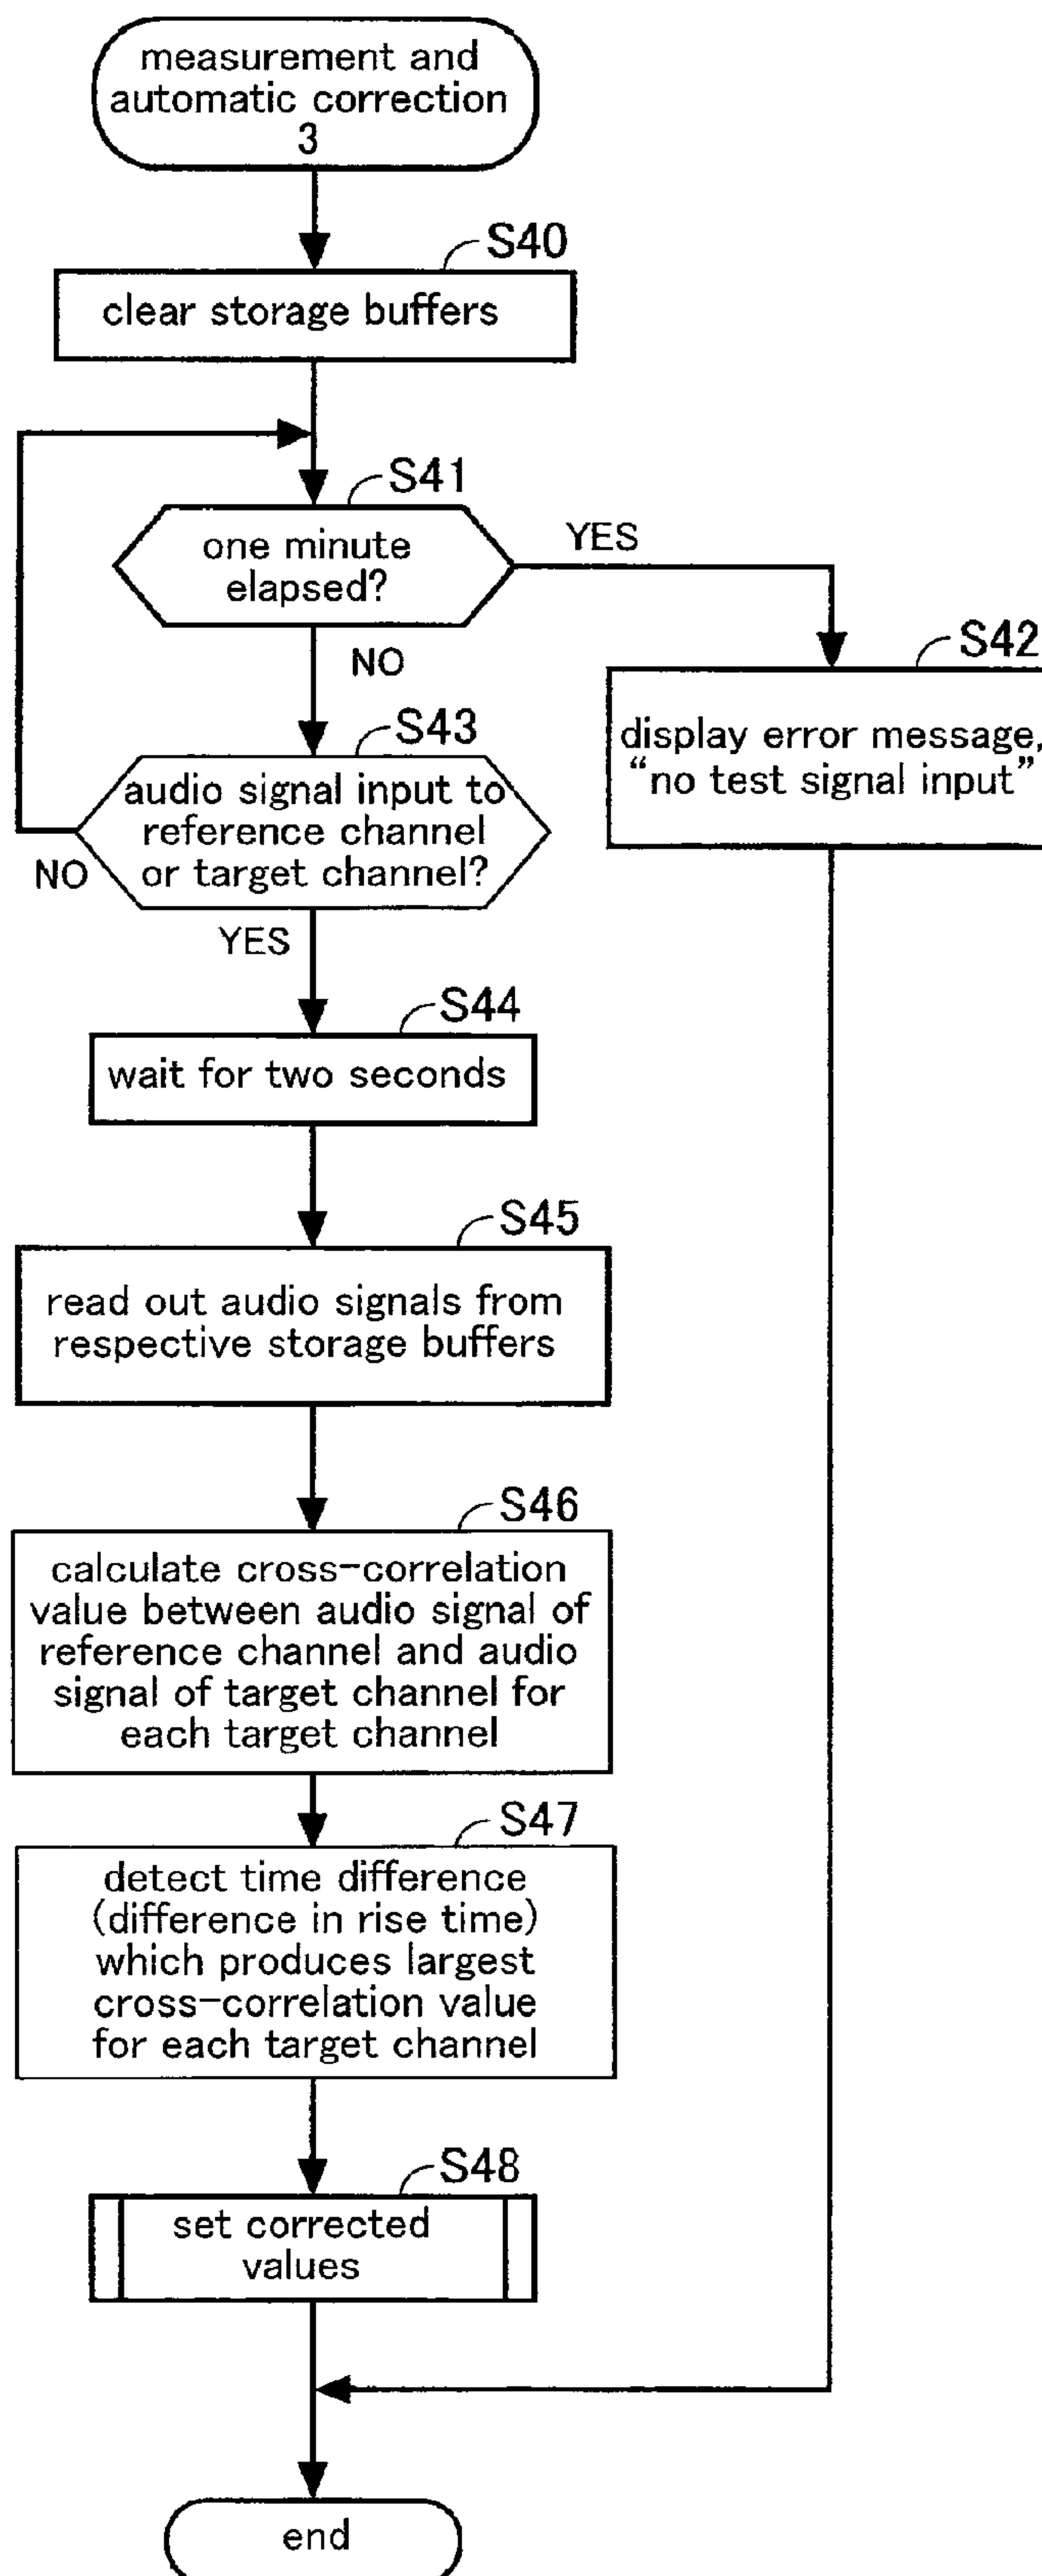 measurement and
automatic correction
3
S40
clear storage buffers
S41
one minute
elapsed?
YES
NO
S42
display error message,
“no test signal input”
S43
audio signal input to
reference channel
or target channel?
NO
YES
S44
wait for two seconds
S45
read out audio signals from
respective storage buffers
S46
calculate cross-correlation
value between audio signal of
reference channel and audio
signal of target channel for
each target channel
S47
detect time difference
(difference in rise time)
which produces largest
cross-correlation value
for each target channel
S48
set corrected
values
end